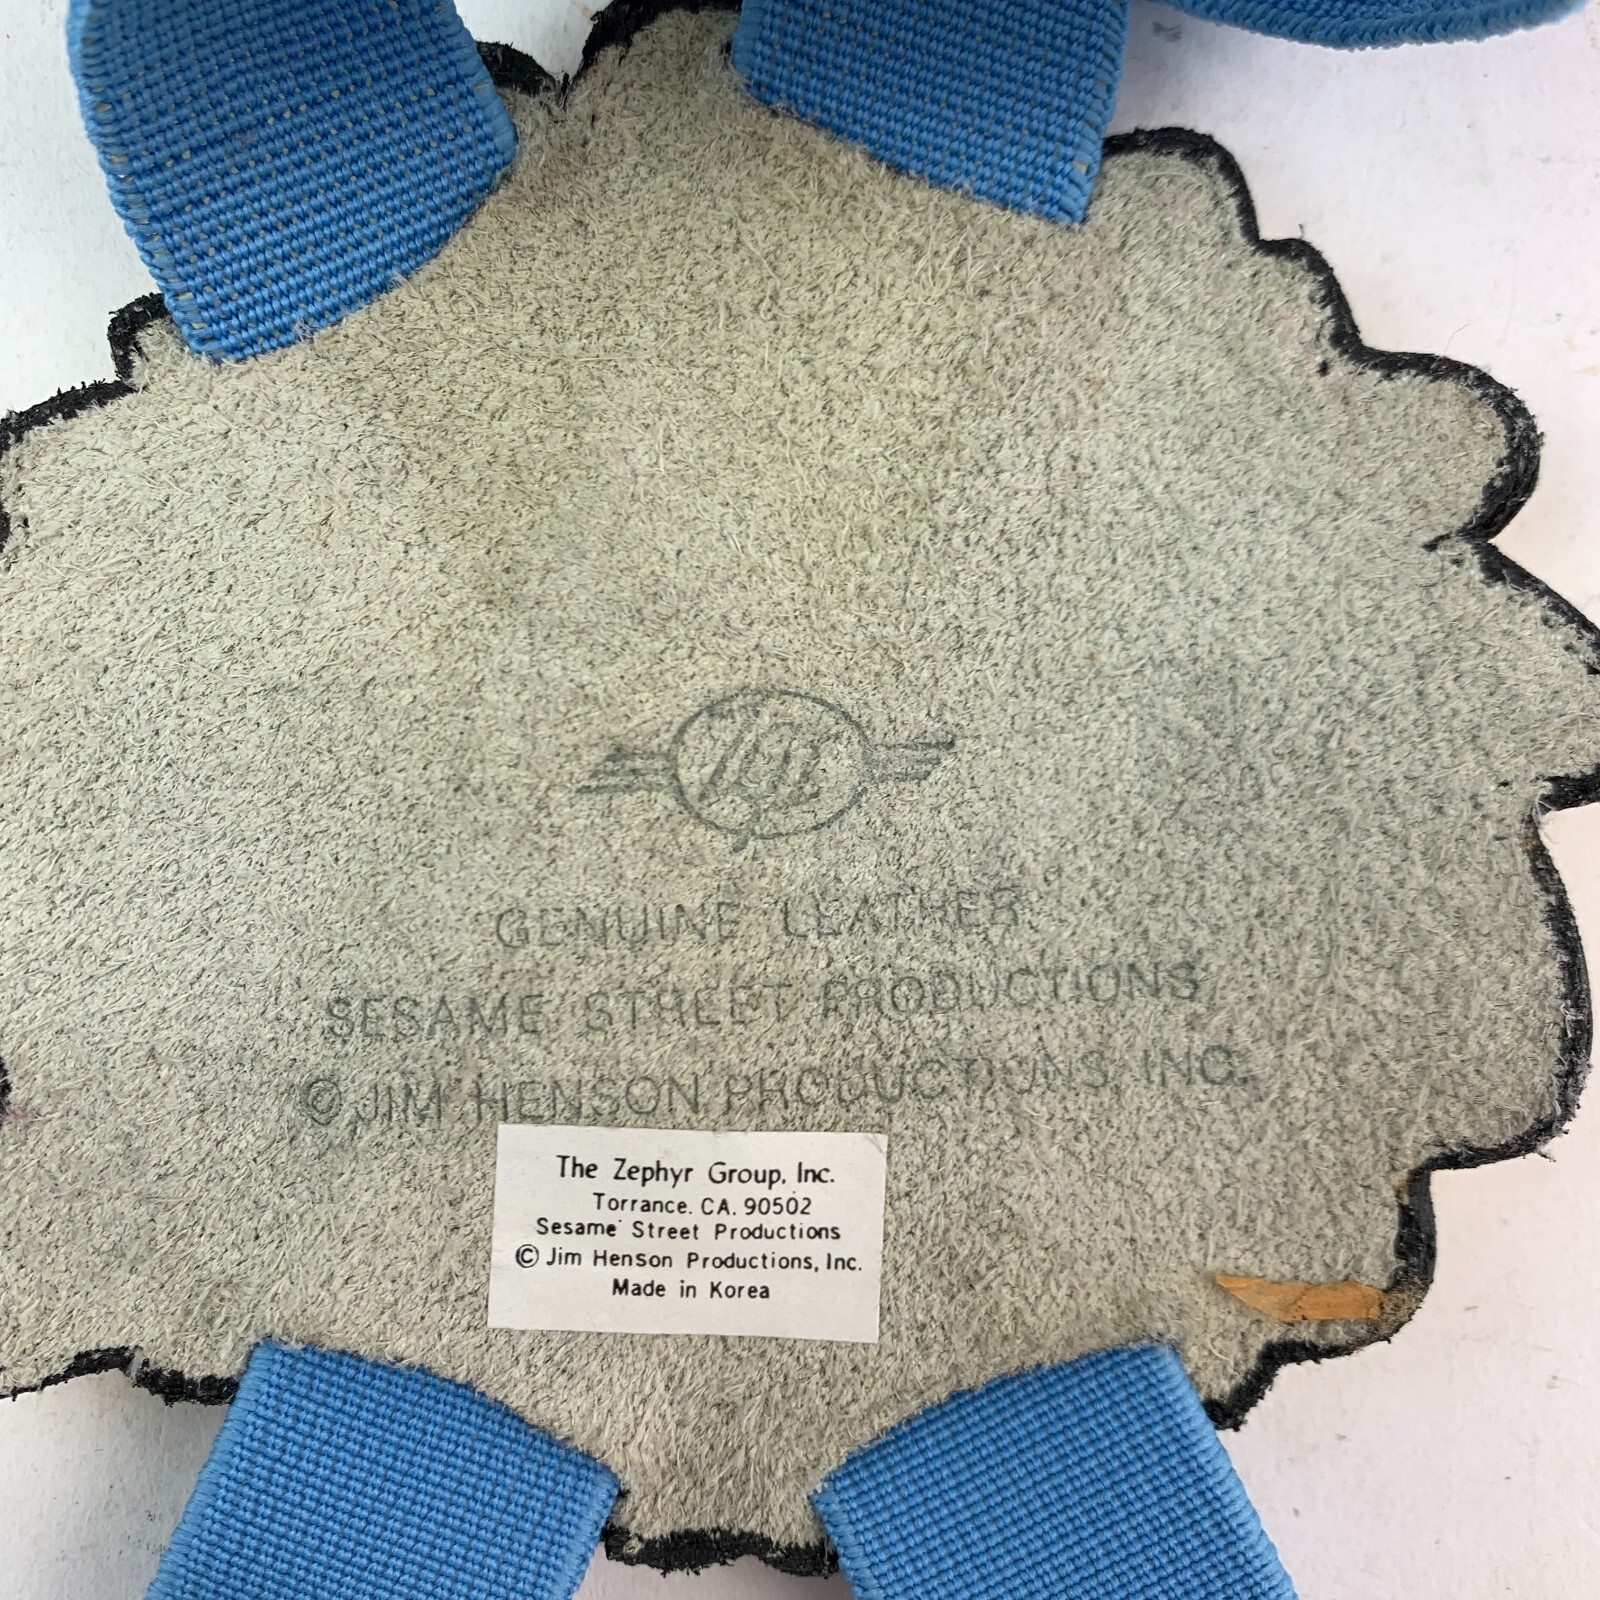 GENUINE LEATHER
SESAME STREET PRODUCTIONS
© JIM HENSON PRODUCTIONS, INC.
The Zephyr Group, Inc.
Torrance. CA. 90502
Sesame Street Productions
© Jim Henson Productions, Inc.
Made in Korea